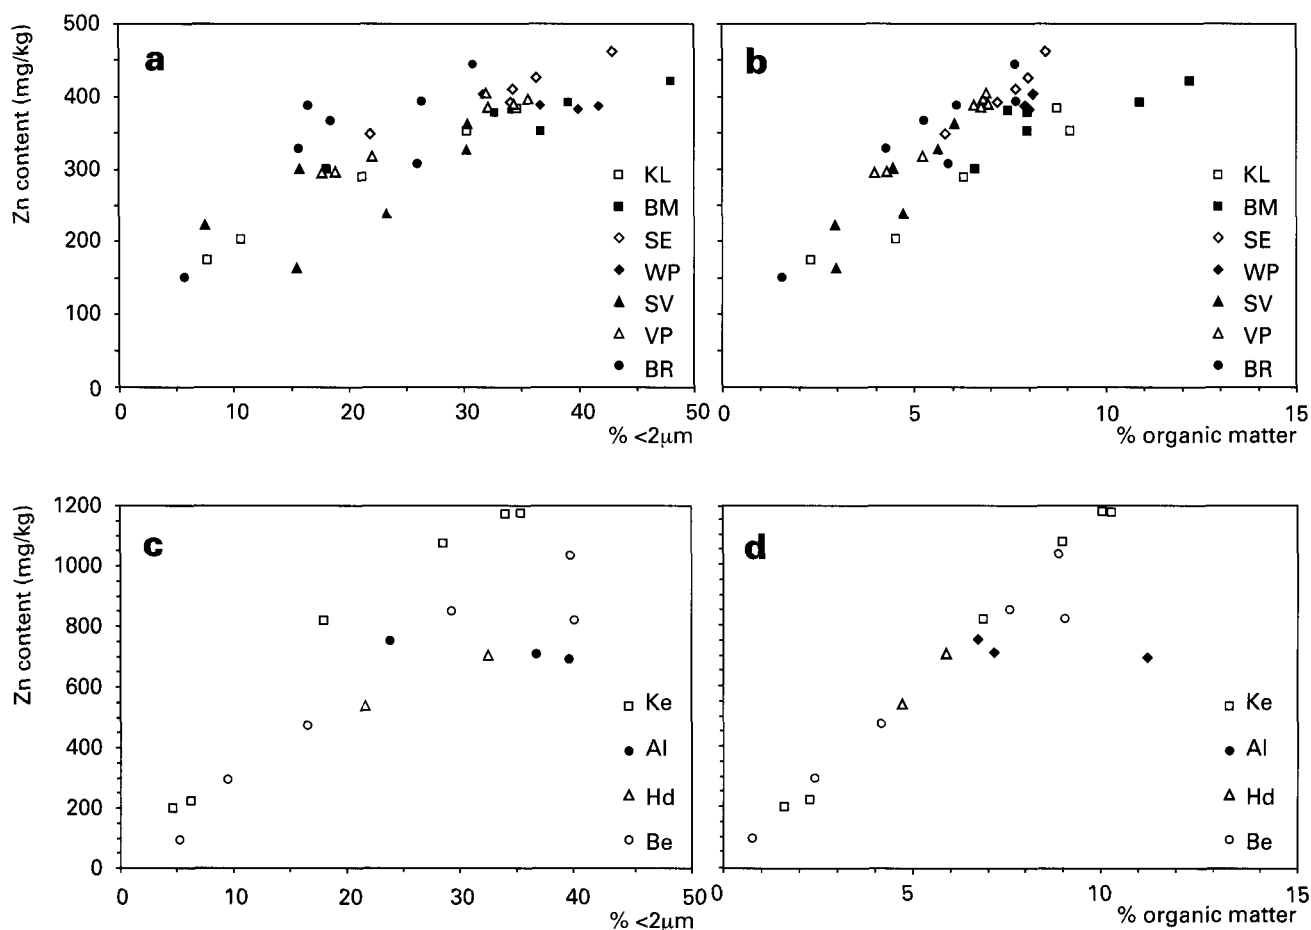 a
Zn content (mg/kg)
500
400
300
200
100
0
0 10 20 30 40 50
% <2μm
KL
BM
SE
WP
SV
VP
BR
b
0 5 10 15
% organic matter
KL
BM
SE
WP
SV
VP
BR
c
Zn content (mg/kg)
1200
1000
800
600
400
200
0
0 10 20 30 40 50
% <2μm
Ke
Al
Hd
Be
d
0 5 10 15
% organic matter
Ke
Al
Hd
Be